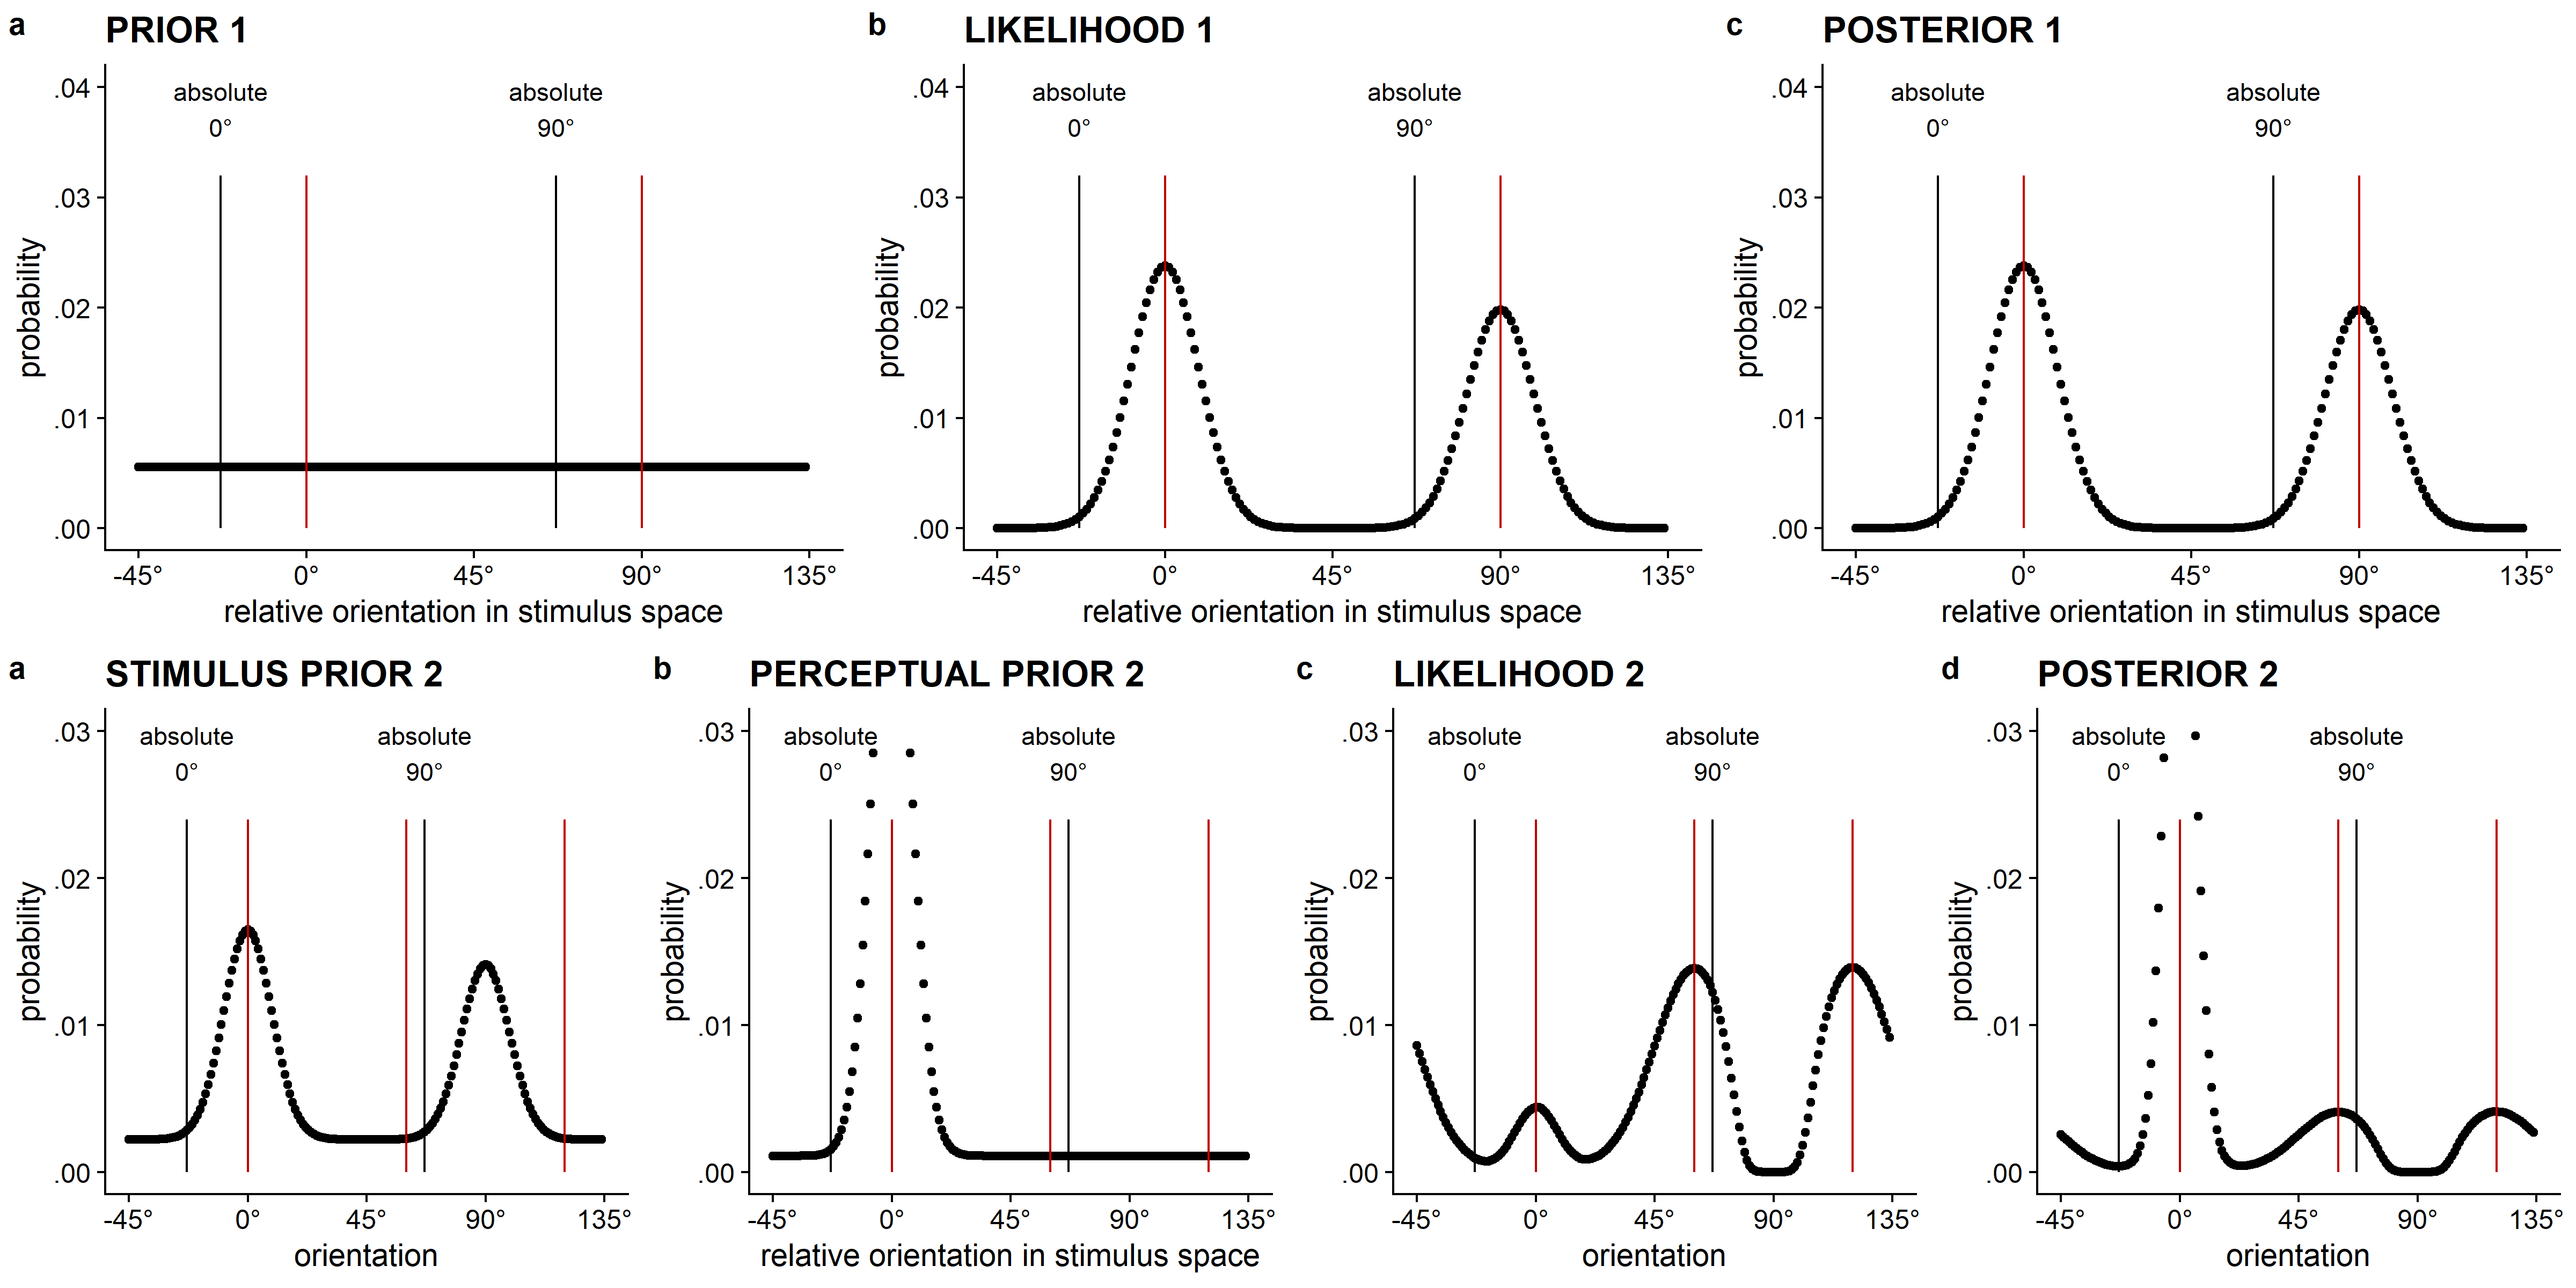 a PRIOR 1
absolute 0°
absolute 90°
.04
.03
.02
.01
.00
probability
-45° 0° 45° 90° 135°
relative orientation in stimulus space
b LIKELIHOOD 1
absolute 0°
absolute 90°
.04
.03
.02
.01
.00
probability
-45° 0° 45° 90° 135°
relative orientation in stimulus space
c POSTERIOR 1
absolute 0°
absolute 90°
.04
.03
.02
.01
.00
probability
-45° 0° 45° 90° 135°
relative orientation in stimulus space
a STIMULUS PRIOR 2
absolute 0°
absolute 90°
.03
.02
.01
.00
probability
-45° 0° 45° 90° 135°
orientation
b PERCEPTUAL PRIOR 2
absolute 0°
absolute 90°
.03
.02
.01
.00
probability
-45° 0° 45° 90° 135°
relative orientation in stimulus space
c LIKELIHOOD 2
absolute 0°
absolute 90°
.03
.02
.01
.00
probability
-45° 0° 45° 90° 135°
orientation
d POSTERIOR 2
absolute 0°
absolute 90°
.03
.02
.01
.00
probability
-45° 0° 45° 90° 135°
orientation